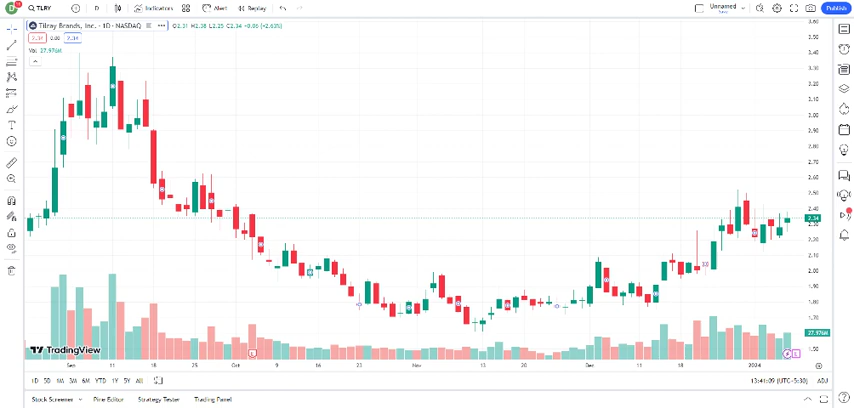 TLRY D Indicators Alert Replay Unnamed Save Publish
Tilray Brands, Inc. · 1D · NASDAQ O2.31 H2.38 L2.25 C2.34 +0.06 (+2.63%)
2.34 0.00 2.34
Vol 27.976M
3.60
3.50
3.40
3.30
3.20
3.10
3.00
2.90
2.80
2.70
2.60
2.50
2.40
2.34
2.20
2.10
2.00
1.90
1.80
1.70
1.60
27.976M
1.50
TradingView
Sep 11 18 25 Oct 9 16 23 Nov 6 13 20 Dec 11 18 2024 8
1D 5D 1M 3M 6M YTD 1Y 5Y All 13:41:09 (UTC+5:30) ADJ
Stock Screener Pine Editor Strategy Tester Trading Panel